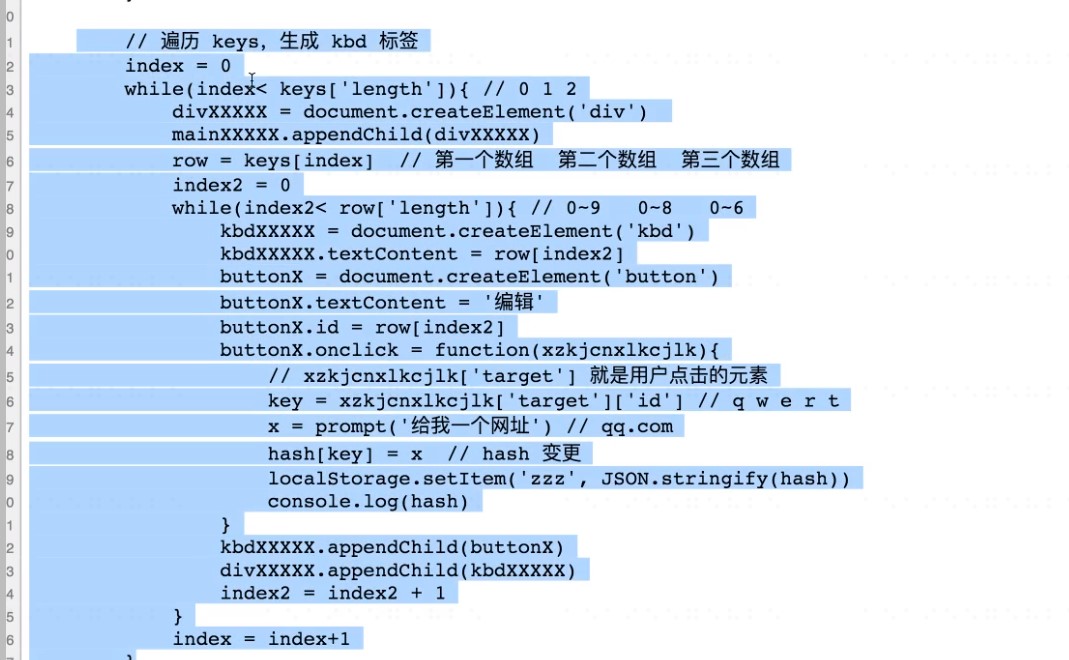 0
1 // 遍历 keys, 生成 kbd 标签
2 index = 0
3 while(index< keys['length']){ // 0 1 2
4 divXXXXX = document.createElement('div')
5 mainXXXXX.appendChild(divXXXXX)
6 row = keys[index] // 第一个数组 第二个数组 第三个数组
7 index2 = 0
8 while(index2< row['length']){ // 0~9 0~8 0~6
9 kbdXXXXX = document.createElement('kbd')
0 kbdXXXXX.textContent = row[index2]
1 buttonX = document.createElement('button')
2 buttonX.textContent = '编辑'
3 buttonX.id = row[index2]
4 buttonX.onclick = function(xzkjcnxlkcjlk){
5 // xzkjcnxlkcjlk['target'] 就是用户点击的元素
6 key = xzkjcnxlkcjlk['target']['id'] // q w e r t
7 x = prompt('给我一个网址') // qq.com
8 hash[key] = x // hash 变更
9 localStorage.setItem('zzz', JSON.stringify(hash))
0 console.log(hash)
1 }
2 kbdXXXXX.appendChild(buttonX)
3 divXXXXX.appendChild(kbdXXXXX)
4 index2 = index2 + 1
5 }
6 index = index+1
}